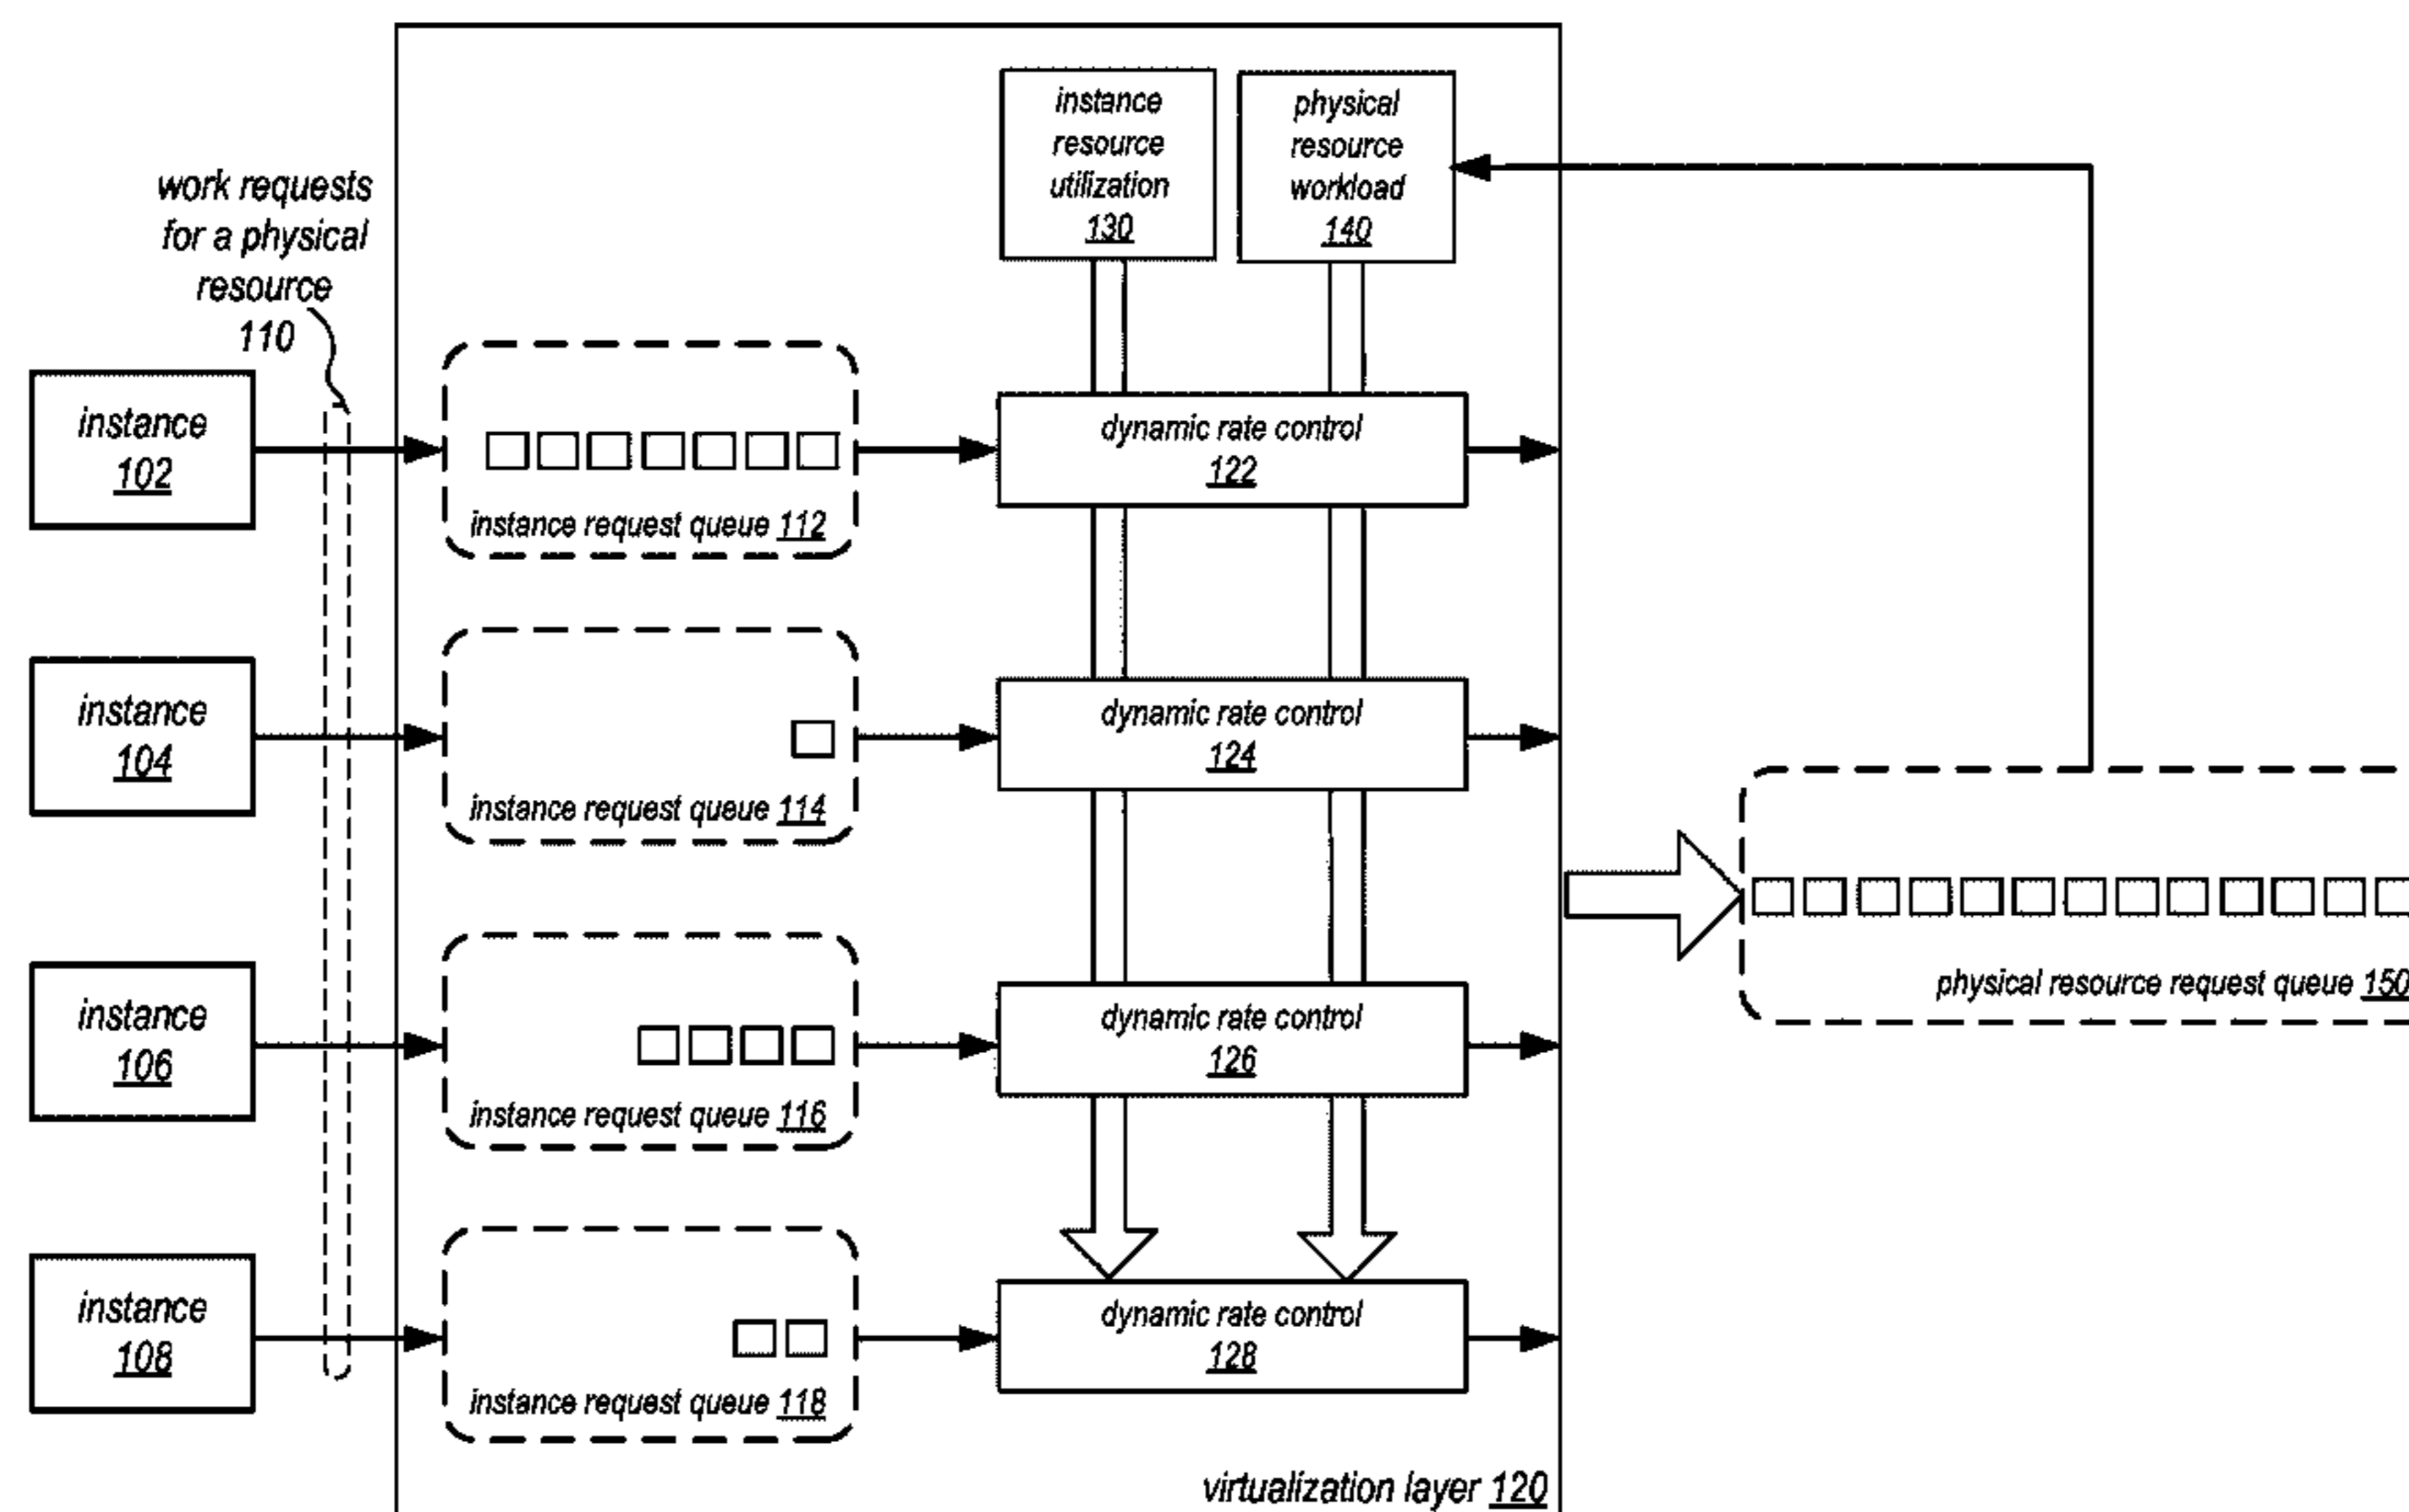 instance
resource
utilization
130
physical
resource
workload
140
work requests
for a physical
resource
110
instance
102
instance request queue 112
dynamic rate control
122
instance
104
instance request queue 114
dynamic rate control
124
instance
106
instance request queue 116
dynamic rate control
126
physical resource request queue 150
instance
108
instance request queue 118
dynamic rate control
128
virtualization layer 120